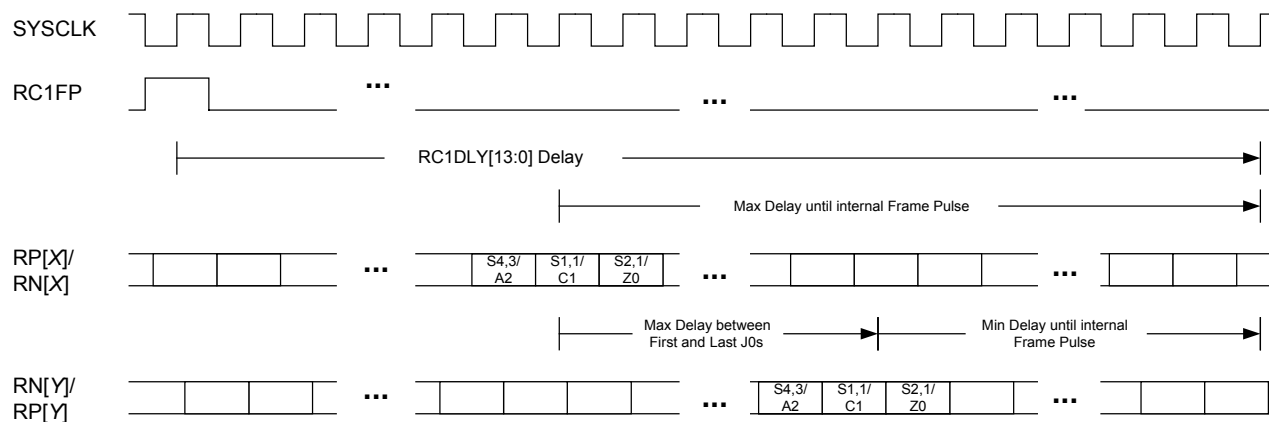 SYSCLK
RC1FP
...
...
...
RC1DLY[13:0] Delay
Max Delay until internal Frame Pulse
RP[X]/
RN[X]
...
S4,3/
A2
S1,1/
C1
S2,1/
Z0
...
...
Max Delay between
First and Last J0s
Min Delay until internal
Frame Pulse
RN[Y]/
RP[Y]
...
...
S4,3/
A2
S1,1/
C1
S2,1/
Z0
...